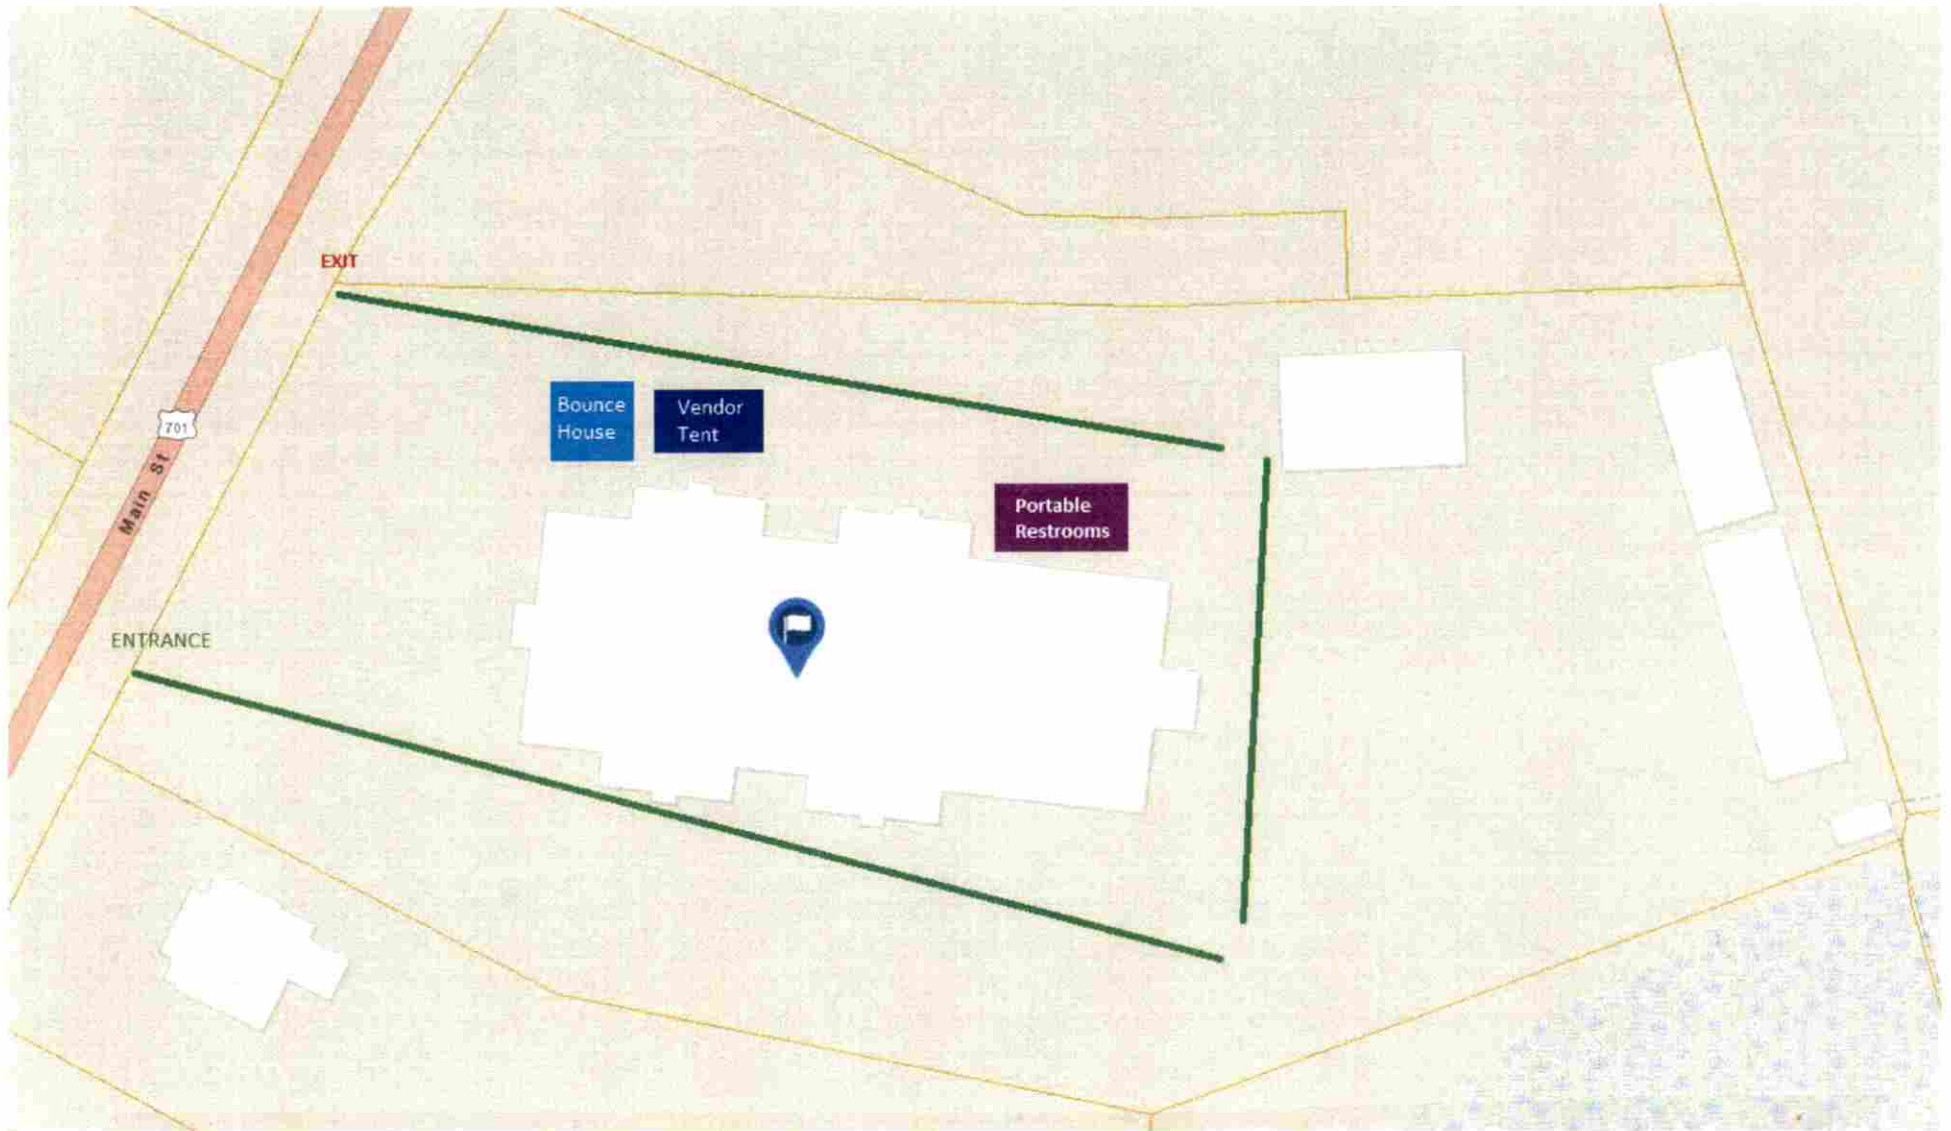 EXIT
Bounce
House
Vendor
Tent
701
Main St
Portable
Restrooms
ENTRANCE